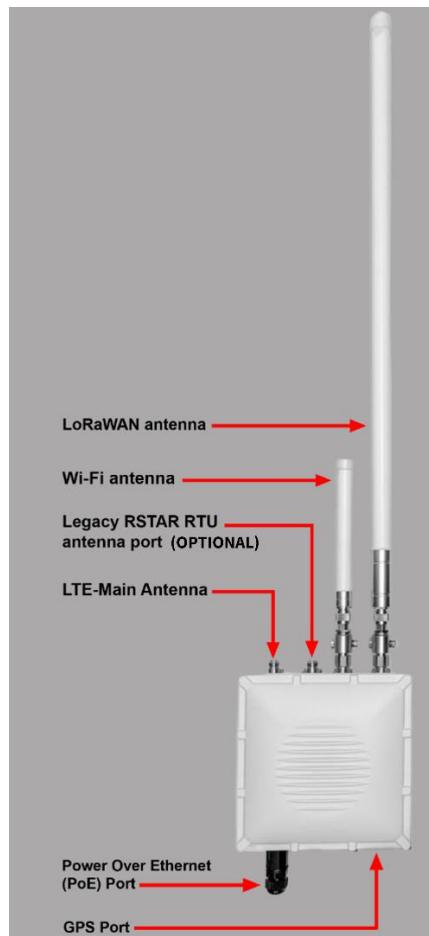 LoRaWAN antenna
Wi-Fi antenna
Legacy RSTAR RTU
antenna port (OPTIONAL)
LTE-Main Antenna
Power Over Ethernet
(PoE) Port
GPS Port